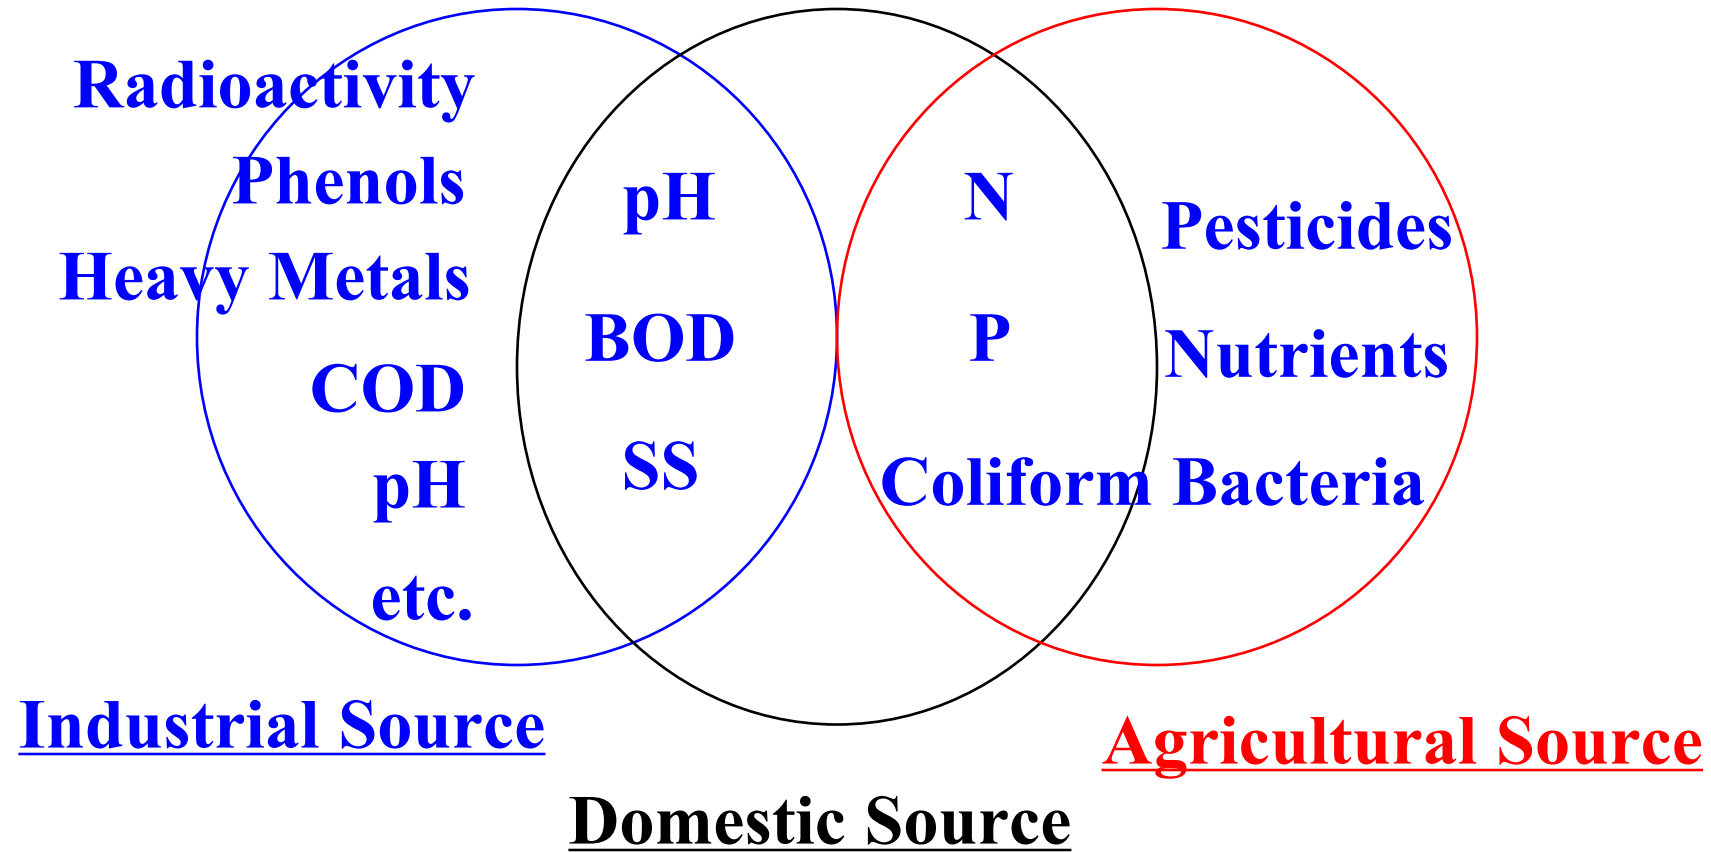 Radioactivity
Phenols
Heavy Metals
COD
pH
etc.
pH
BOD
SS
N
P
Coliform Bacteria
Pesticides
Nutrients
Industrial Source
Domestic Source
Agricultural Source